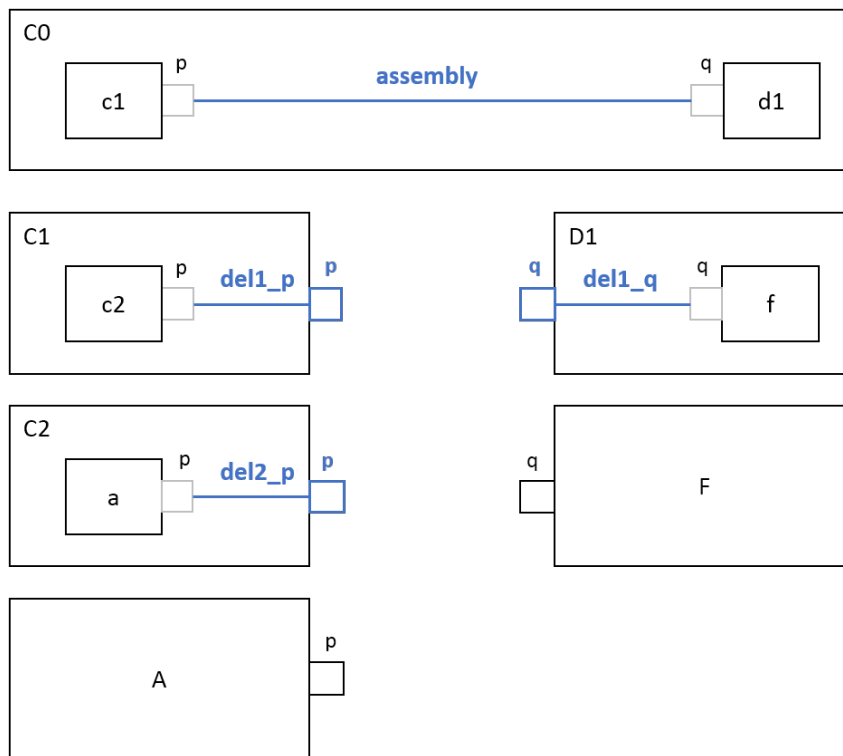 C0
p
assembly
q
c1
d1
C1
p
del1_p
p
c2
D1
q
del1_q
q
f
C2
p
del2_p
p
a
q
F
p
A